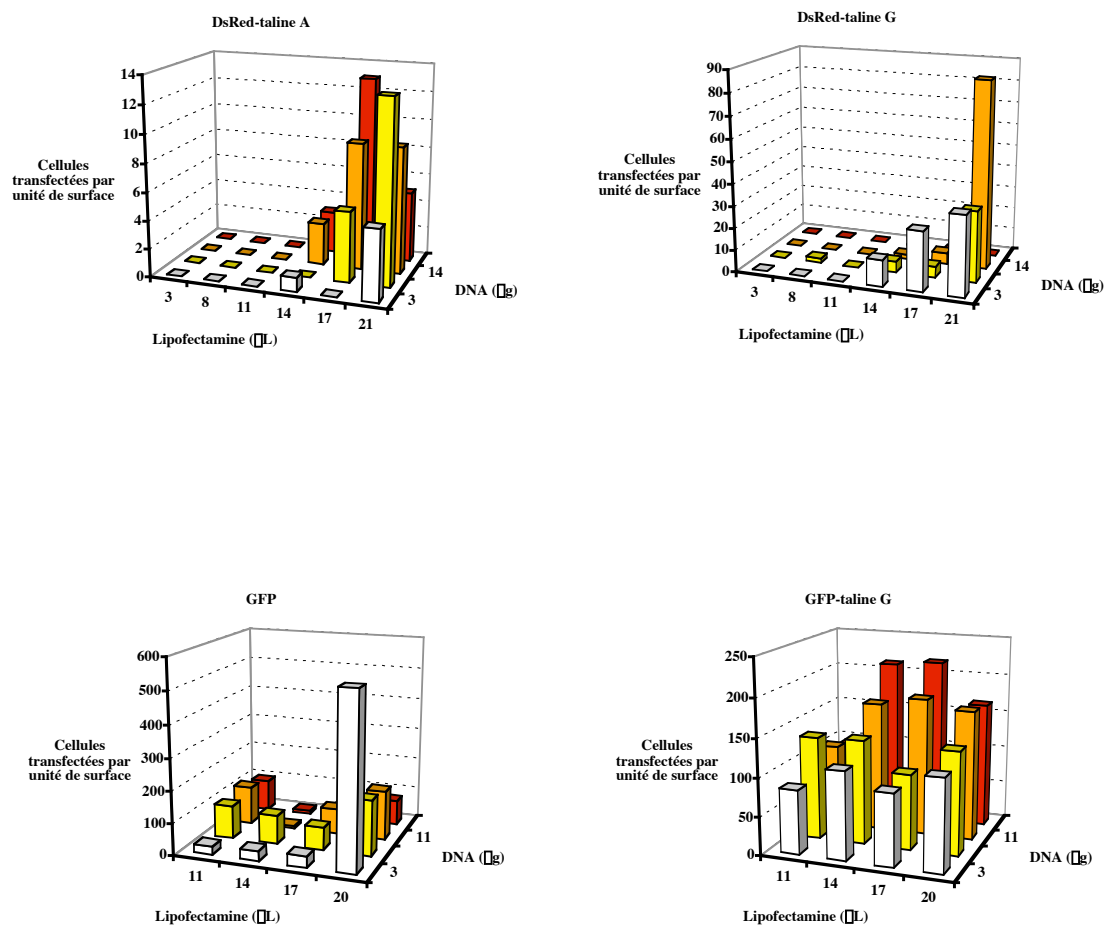 DsRed-taline A
14
12
10
8
6
4
2
0
Cellules
transfectées par
unité de surface
3
8
11
14
17
21
3
14
DNA (▯g)
Lipofectamine (▯L)
DsRed-taline G
90
80
70
60
50
40
30
20
10
0
Cellules
transfectées par
unité de surface
3
8
11
14
17
21
3
14
DNA (▯g)
Lipofectamine (▯L)
GFP
600
500
400
300
200
100
0
Cellules
transfectées par
unité de surface
11
14
17
20
3
11
DNA (▯g)
Lipofectamine (▯L)
GFP-taline G
250
200
150
100
50
0
Cellules
transfectées par
unité de surface
11
14
17
20
3
11
DNA (▯g)
Lipofectamine (▯L)